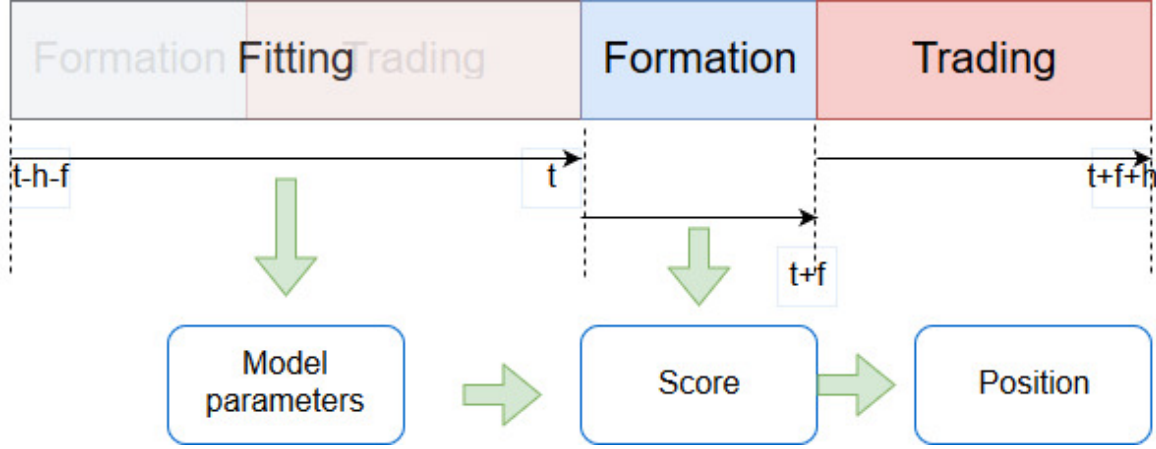 Formation Fitting Trading Formation Trading
t-h-f t t+f+h
t+f
Model
parameters
Score
Position